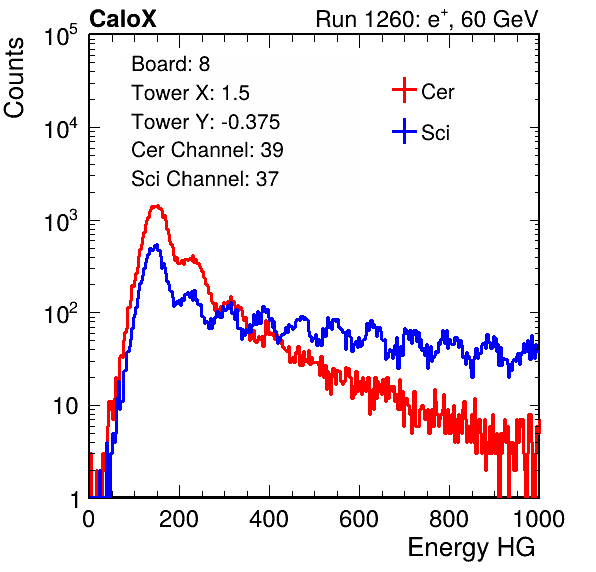 CaloX Run 1260: e⁺, 60 GeV
Counts
10⁵
10⁴
10³
10²
10
1
Board: 8
Tower X: 1.5
Tower Y: -0.375
Cer Channel: 39
Sci Channel: 37
Cer
Sci
0 200 400 600 800 1000
Energy HG